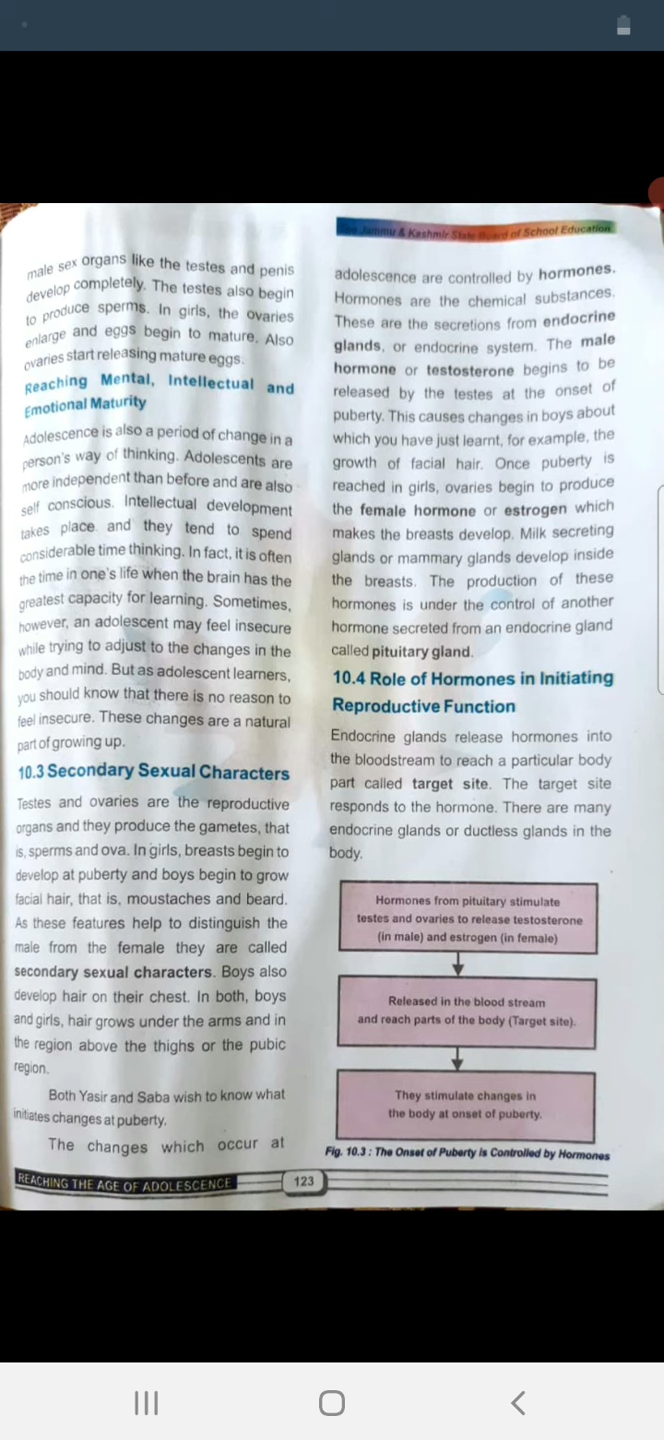 male sex organs like the testes and penis
develop completely. The testes also begin
to produce sperms. In girls, the ovaries
enlarge and eggs begin to mature. Also
ovaries start releasing mature eggs.
Reaching Mental, Intellectual and
Emotional Maturity
Adolescence is also a period of change in a
person's way of thinking. Adolescents are
more independent than before and are also
self conscious. Intellectual development
takes place and they tend to spend
considerable time thinking. In fact, it is often
the time in one's life when the brain has the
greatest capacity for learning. Sometimes,
however, an adolescent may feel insecure
while trying to adjust to the changes in the
body and mind. But as adolescent learners,
you should know that there is no reason to
feel insecure. These changes are a natural
part of growing up.
10.3 Secondary Sexual Characters
Testes and ovaries are the reproductive
organs and they produce the gametes, that
is, sperms and ova. In girls, breasts begin to
develop at puberty and boys begin to grow
facial hair, that is, moustaches and beard.
As these features help to distinguish the
male from the female they are called
secondary sexual characters. Boys also
develop hair on their chest. In both, boys
and girls, hair grows under the arms and in
the region above the thighs or the pubic
region.
Both Yasir and Saba wish to know what
initiates changes at puberty.
The changes which occur at
Jammu & Kashmir State Board of School Education
adolescence are controlled by hormones.
Hormones are the chemical substances.
These are the secretions from endocrine
glands, or endocrine system. The male
hormone or testosterone begins to be
released by the testes at the onset of
puberty. This causes changes in boys about
which you have just learnt, for example, the
growth of facial hair. Once puberty is
reached in girls, ovaries begin to produce
the female hormone or estrogen which
makes the breasts develop. Milk secreting
glands or mammary glands develop inside
the breasts. The production of these
hormones is under the control of another
hormone secreted from an endocrine gland
called pituitary gland.
10.4 Role of Hormones in Initiating
Reproductive Function
Endocrine glands release hormones into
the bloodstream to reach a particular body
part called target site. The target site
responds to the hormone. There are many
endocrine glands or ductless glands in the
body.
Hormones from pituitary stimulate
testes and ovaries to release testosterone
(in male) and estrogen (in female)
Released in the blood stream
and reach parts of the body (Target site).
They stimulate changes in
the body at onset of puberty.
Fig. 10.3 : The Onset of Puberty is Controlled by Hormones
REACHING THE AGE OF ADOLESCENCE
123